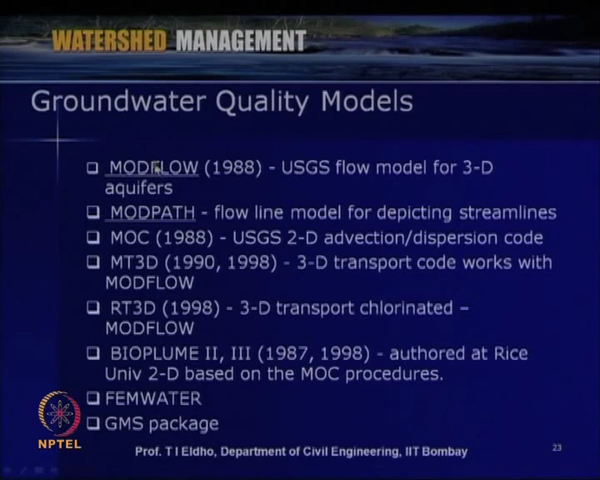 WATERSHED MANAGEMENT
Groundwater Quality Models
MODFLOW (1988) - USGS flow model for 3-D
aquifers
MODPATH - flow line model for depicting streamlines
MOC (1988) - USGS 2-D advection/dispersion code
MT3D (1990, 1998) - 3-D transport code works with
MODFLOW
RT3D (1998) - 3-D transport chlorinated –
MODFLOW
BIOPLUME II, III (1987, 1998) - authored at Rice
Univ 2-D based on the MOC procedures.
FEMWATER
GMS package
NPTEL
Prof. T I Eldho, Department of Civil Engineering, IIT Bombay
23